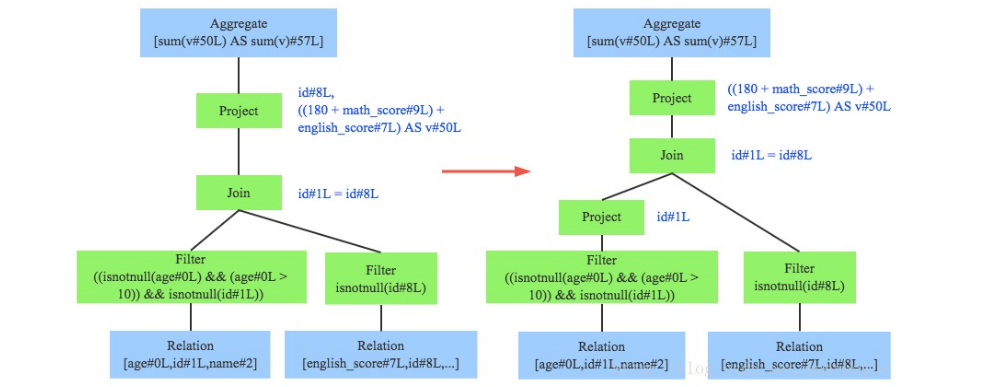 Aggregate
[sum(v#50L) AS sum(v)#57L]
Project
id#8L,
((180 + math_score#9L) +
english_score#7L) AS v#50L
Join
id#1L = id#8L
Filter
((isnotnull(age#0L) && (age#0L >
10)) && isnotnull(id#1L))
Filter
isnotnull(id#8L)
Relation
[age#0L,id#1L,name#2]
Relation
[english_score#7L,id#8L,...]
Aggregate
[sum(v#50L) AS sum(v)#57L]
Project
((180 + math_score#9L) +
english_score#7L) AS v#50L
Join
id#1L = id#8L
Project
id#1L
Filter
((isnotnull(age#0L) && (age#0L >
10)) && isnotnull(id#1L))
Filter
isnotnull(id#8L)
Relation
[age#0L,id#1L,name#2]
Relation
[english_score#7L,id#8L,...]